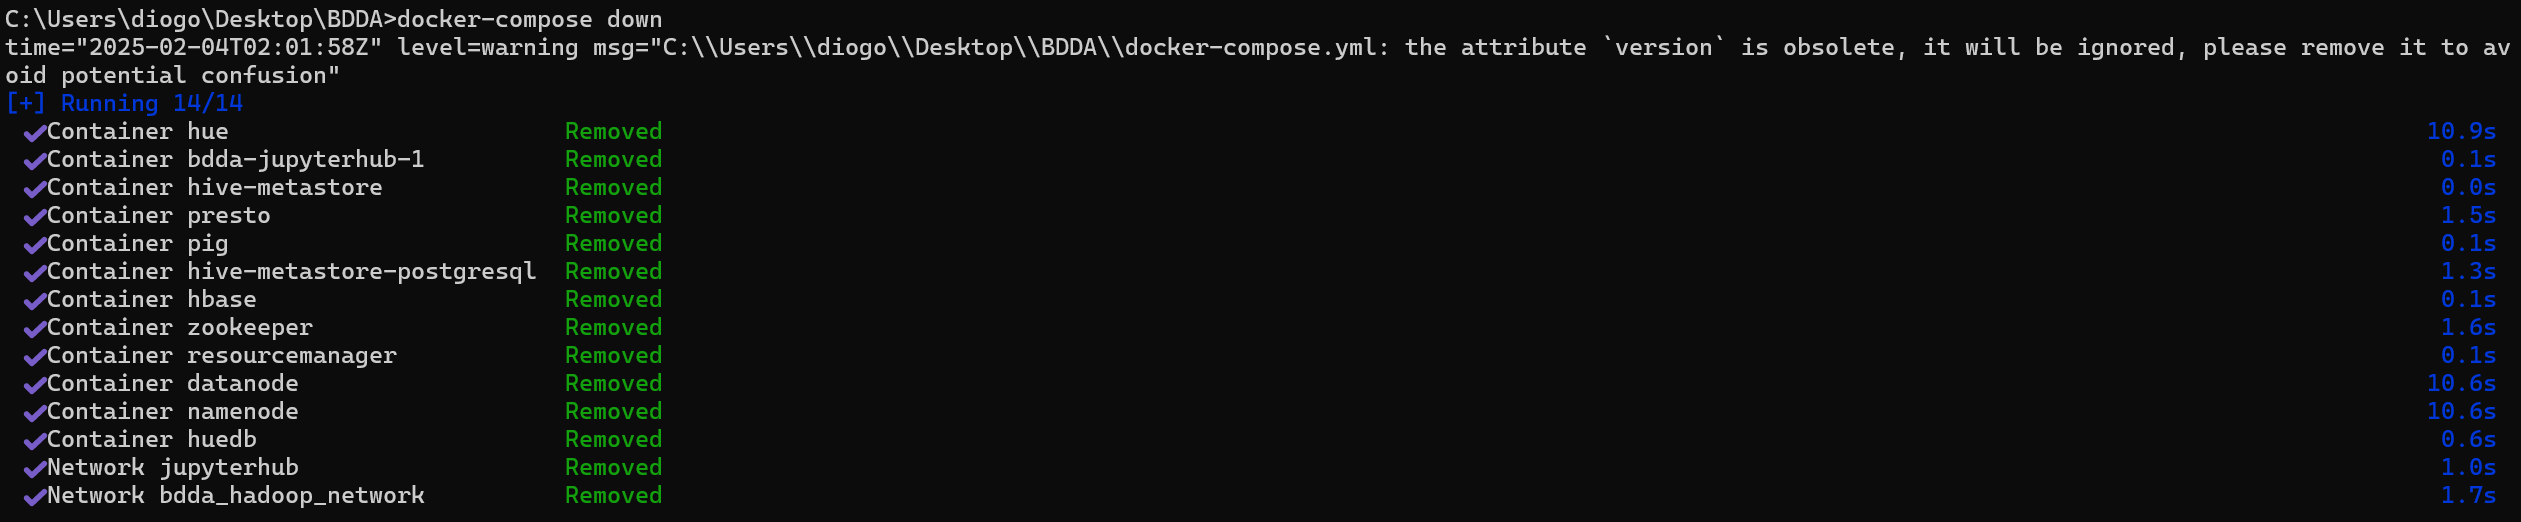 C:\Users\diogo\Desktop\BDDA>docker-compose down
time="2025-02-04T02:01:58Z" level=warning msg="C:\\Users\\diogo\\Desktop\\BDDA\\docker-compose.yml: the attribute `version` is obsolete, it will be ignored, please remove it to av
oid potential confusion"
[+] Running 14/14
✔Container hue Removed 10.9s
✔Container bdda-jupyterhub-1 Removed 0.1s
✔Container hive-metastore Removed 0.0s
✔Container presto Removed 1.5s
✔Container pig Removed 0.1s
✔Container hive-metastore-postgresql Removed 1.3s
✔Container hbase Removed 0.1s
✔Container zookeeper Removed 1.6s
✔Container resourcemanager Removed 0.1s
✔Container datanode Removed 10.6s
✔Container namenode Removed 10.6s
✔Container huedb Removed 0.6s
✔Network jupyterhub Removed 1.0s
✔Network bdda_hadoop_network Removed 1.7s